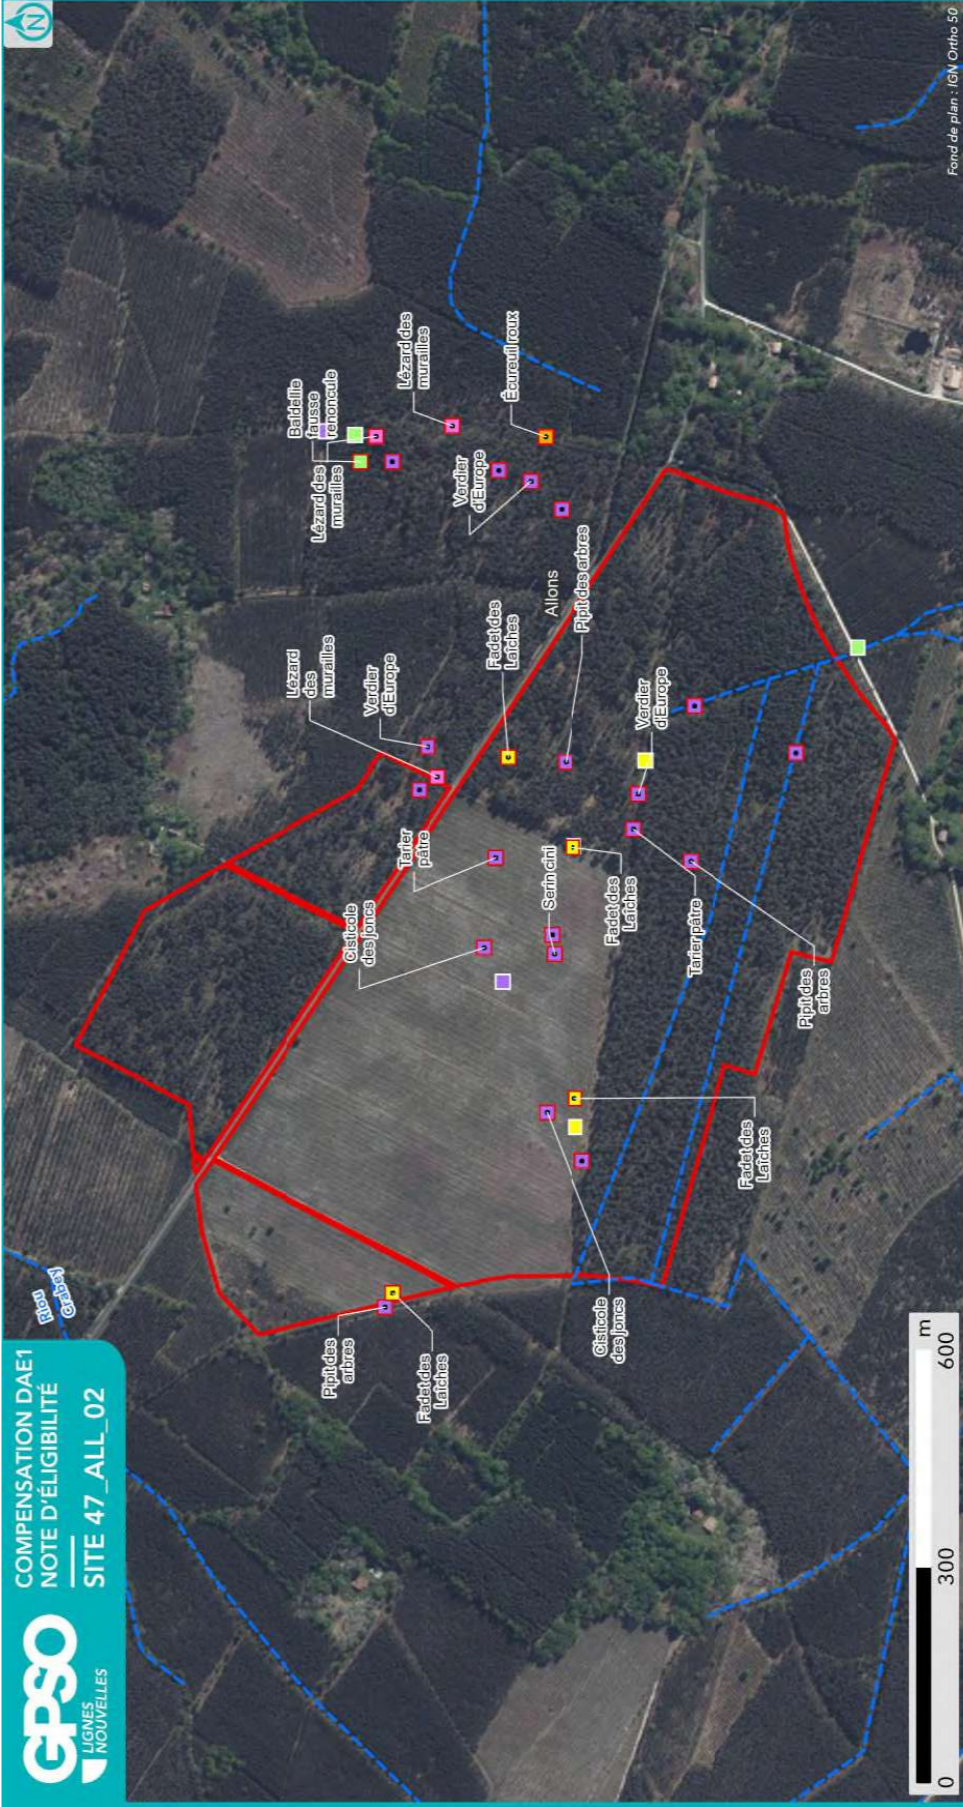 GPSO
LIGNES
NOUVELLES
COMPENSATION DAE1
NOTE D'ÉLIGIBILITÉ
SITE 47_ALL_02
N
Riou
Grabey
Pipit des
arbres
Fadet des
Laîches
Cisticole
des joncs
Tarier
pâtre
Lézard
des
murailles
Verdier
d'Europe
Lézard des
murailles
Baldellie
fausse
renoncule
Lézard des
murailles
Verdier
d'Europe
Écureuil roux
Fadet des
Laîches
Allons
Pipit des arbres
Serin cini
Fadet des
Laîches
Verdier
d'Europe
Tarier pâtre
Cisticole
des joncs
Fadet des
Laîches
Pipit des
arbres
0
300
600
m
Fond de plan : IGN Ortho 50